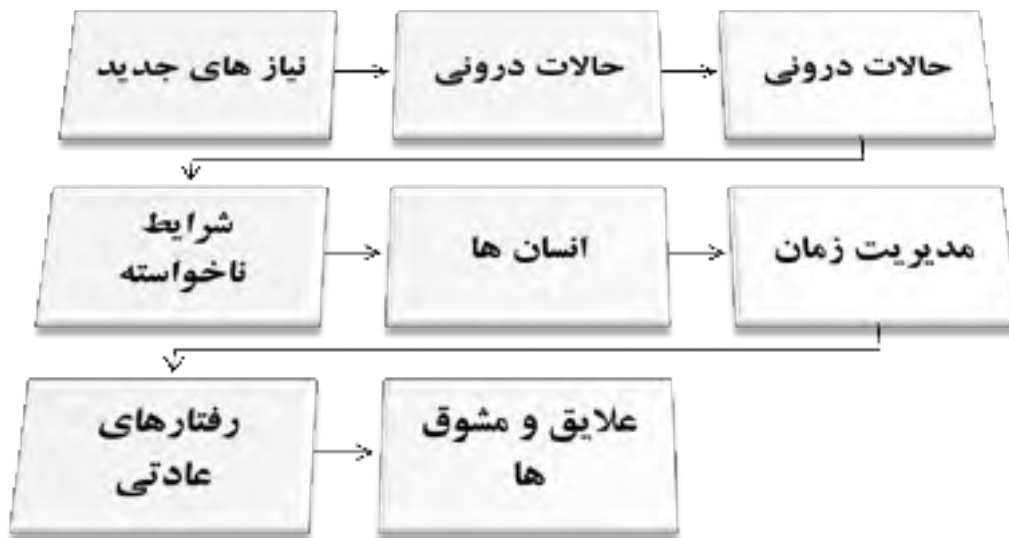 نیاز های جدید
حالات درونی
حالات درونی
شرایط
ناخواسته
انسان ها
مدیریت زمان
رفتارهای
عادتی
علایق و مشوق
ها